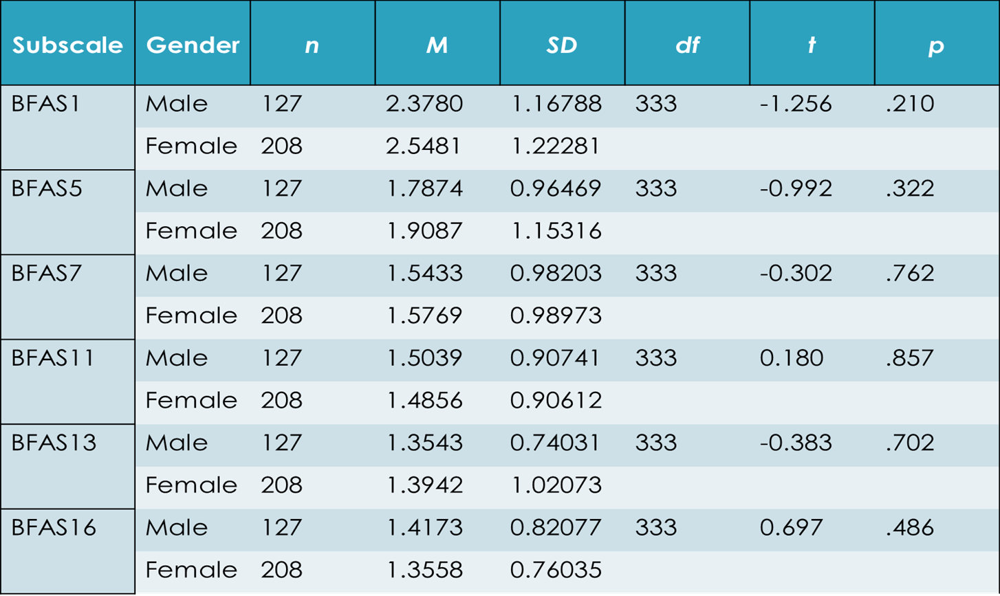 Subscale Gender n M SD df t p
BFAS1 Male 127 2.3780 1.16788 333 -1.256 .210
Female 208 2.5481 1.22281
BFAS5 Male 127 1.7874 0.96469 333 -0.992 .322
Female 208 1.9087 1.15316
BFAS7 Male 127 1.5433 0.98203 333 -0.302 .762
Female 208 1.5769 0.98973
BFAS11 Male 127 1.5039 0.90741 333 0.180 .857
Female 208 1.4856 0.90612
BFAS13 Male 127 1.3543 0.74031 333 -0.383 .702
Female 208 1.3942 1.02073
BFAS16 Male 127 1.4173 0.82077 333 0.697 .486
Female 208 1.3558 0.76035